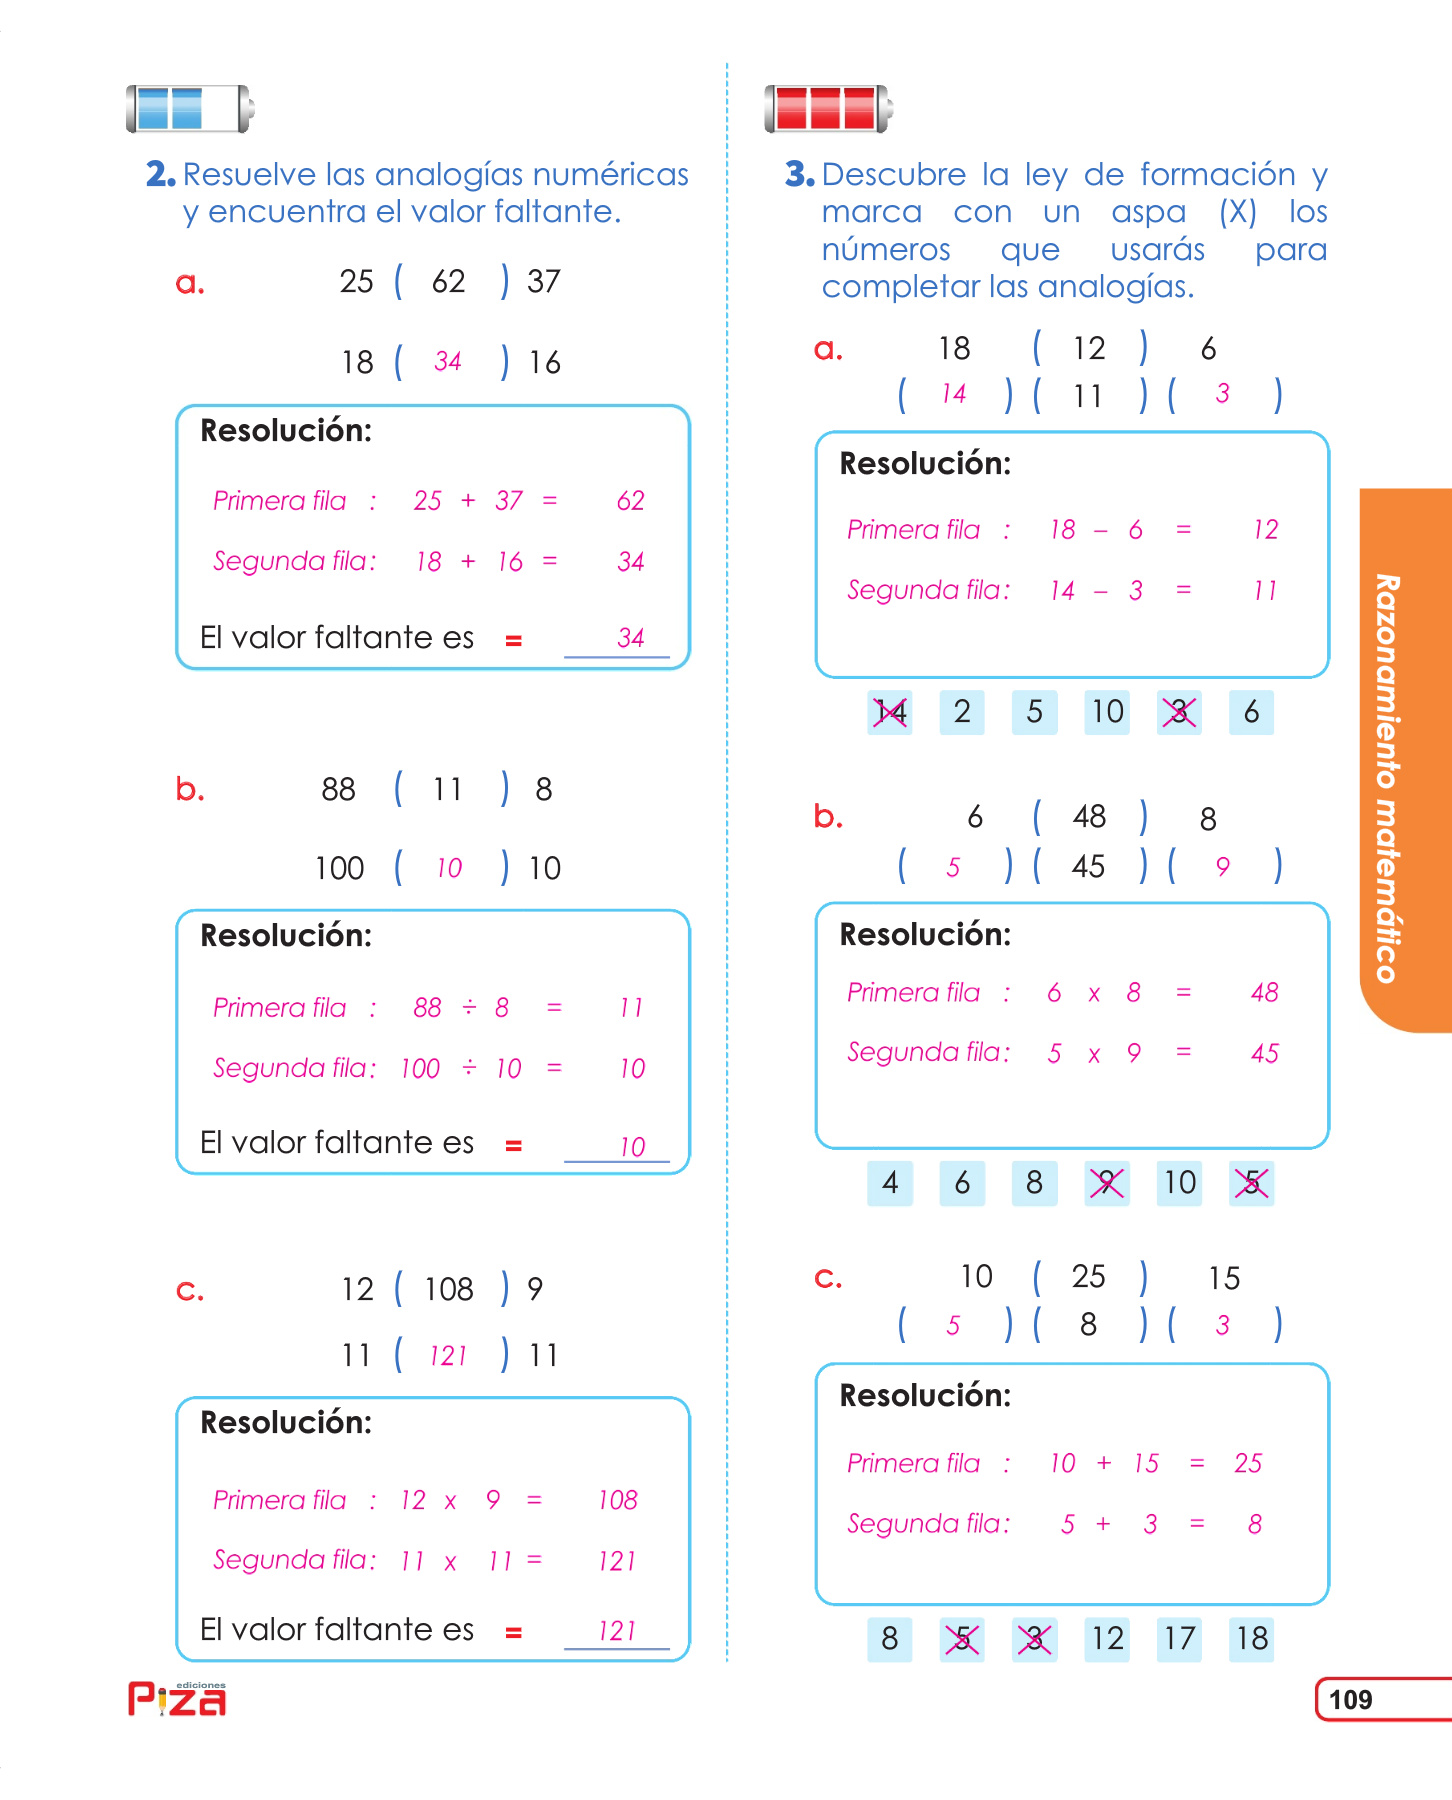 2. Resuelve las analogías numéricas
y encuentra el valor faltante.
a. 25 ( 62 ) 37
18 ( 34 ) 16
Resolución:
Primera fila : 25 + 37 = 62
Segunda fila: 18 + 16 = 34
El valor faltante es = 34
b. 88 ( 11 ) 8
100 ( 10 ) 10
Resolución:
Primera fila : 88 ÷ 8 = 11
Segunda fila: 100 ÷ 10 = 10
El valor faltante es = 10
c. 12 ( 108 ) 9
11 ( 121 ) 11
Resolución:
Primera fila : 12 x 9 = 108
Segunda fila: 11 x 11 = 121
El valor faltante es = 121
3. Descubre la ley de formación y
marca con un aspa (X) los
números que usarás para
completar las analogías.
a. 18 ( 12 ) 6
( 14 ) ( 11 ) ( 3 )
Resolución:
Primera fila : 18 – 6 = 12
Segunda fila: 14 – 3 = 11
14 2 5 10 3 6
b. 6 ( 48 ) 8
( 5 ) ( 45 ) ( 9 )
Resolución:
Primera fila : 6 x 8 = 48
Segunda fila: 5 x 9 = 45
4 6 8 9 10 5
c. 10 ( 25 ) 15
( 5 ) ( 8 ) ( 3 )
Resolución:
Primera fila : 10 + 15 = 25
Segunda fila: 5 + 3 = 8
8 5 3 12 17 18
Razonamiento matemático
ediciones
Piza
109